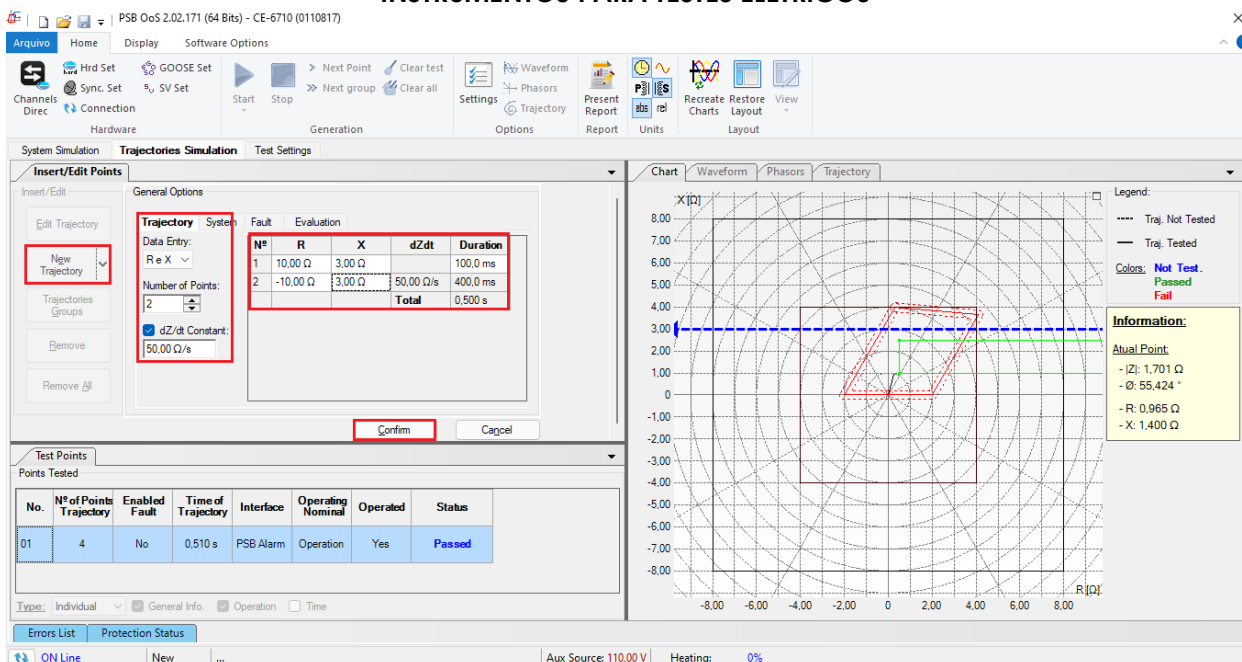 INSTRUMENTOS PARA TESTES ELÉTRICOS
PSB OoS 2.02.171 (64 Bits) - CE-6710 (0110817)
Arquivo Home Display Software Options
Channels Direc
Hrd Set
Sync. Set
Connection
GOOSE Set
SV Set
Hardware
Start Stop
Next Point
Next group
Clear test
Clear all
Generation
Settings
Waveform
Phasors
Trajectory
Options
Present Report
Report
abs rel
Units
Recreate Charts
Restore Layout
View
Layout
System Simulation Trajectories Simulation Test Settings
Insert/Edit Points
Insert/Edit
Edit Trajectory
New Trajectory
Trajectories Groups
Remove
Remove All
General Options
Trajectory System Fault Evaluation
Data Entry:
R e X
Number of Points:
2
dZ/dt Constant:
50,00 Ω/s
Nº R X dZdt Duration
1 10,00 Ω 3,00 Ω 100,0 ms
2 -10,00 Ω 3,00 Ω 50,00 Ω/s 400,0 ms
Total 0,500 s
Confirm Cancel
Test Points
Points Tested
No. Nº of Points Trajectory Enabled Fault Time of Trajectory Interface Operating Nominal Operated Status
01 4 No 0,510 s PSB Alarm Operation Yes Passed
Type: Individual General Info. Operation Time
Errors List Protection Status
ON Line New ... Aux Source: 110.00 V Heating: 0%
Chart Waveform Phasors Trajectory
X [Ω]
8,00
7,00
6,00
5,00
4,00
3,00
2,00
1,00
0
-1,00
-2,00
-3,00
-4,00
-5,00
-6,00
-7,00
-8,00
R [Ω]
-8,00 -6,00 -4,00 -2,00 0 2,00 4,00 6,00 8,00
Legend:
Traj. Not Tested
Traj. Tested
Colors: Not Test.
Passed
Fail
Information:
Atual Point:
- |Z|: 1,701 Ω
- Ø: 55,424 °
- R: 0,965 Ω
- X: 1,400 Ω